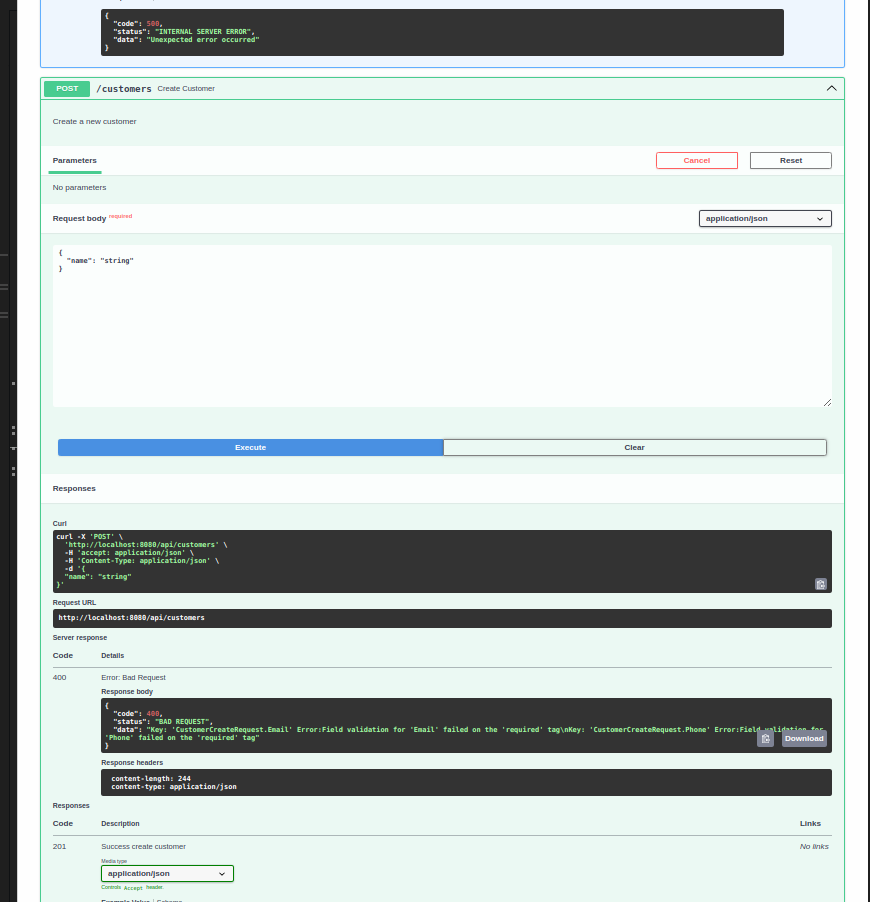 {
"code": 500,
"status": "INTERNAL SERVER ERROR",
"data": "Unexpected error occurred"
}
POST /customers Create Customer
Create a new customer
Parameters
Cancel
Reset
No parameters
Request body required
application/json
{
"name": "string"
}
Execute
Clear
Responses
Curl
curl -X 'POST' \
'http://localhost:8080/api/customers' \
-H 'accept: application/json' \
-H 'Content-Type: application/json' \
-d '{
"name": "string"
}'
Request URL
http://localhost:8080/api/customers
Server response
Code Details
400 Error: Bad Request
Response body
{
"code": 400,
"status": "BAD REQUEST",
"data": "Key: 'CustomerCreateRequest.Email' Error:Field validation for 'Email' failed on the 'required' tag\nKey: 'CustomerCreateRequest.Phone' Error:Field validation for
'Phone' failed on the 'required' tag"
}
Download
Response headers
content-length: 244
content-type: application/json
Responses
Code Description Links
201 Success create customer No links
Media type
application/json
Controls Accept header.
Example Value | Schema